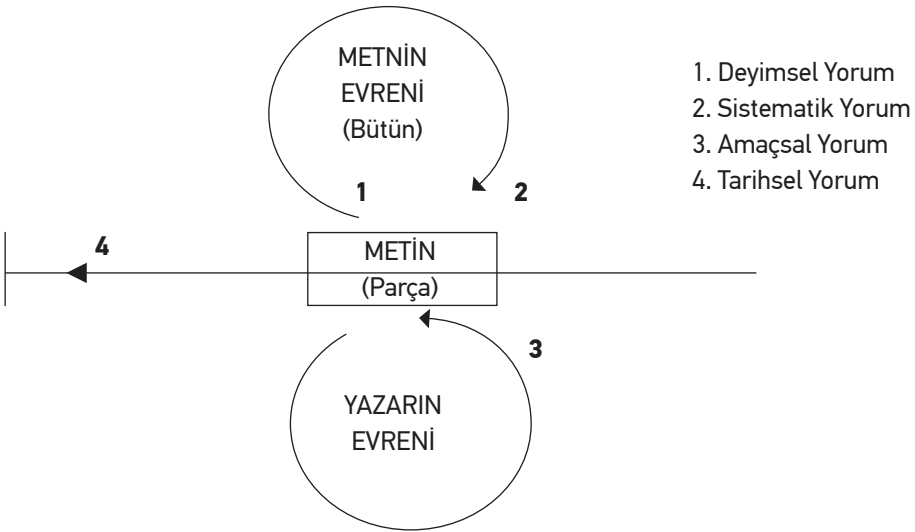 METNİN
EVRENİ
(Bütün)
1
2
1. Deyimsel Yorum
2. Sistematik Yorum
3. Amaçsal Yorum
4. Tarihsel Yorum
4
METİN
(Parça)
3
YAZARIN
EVRENİ